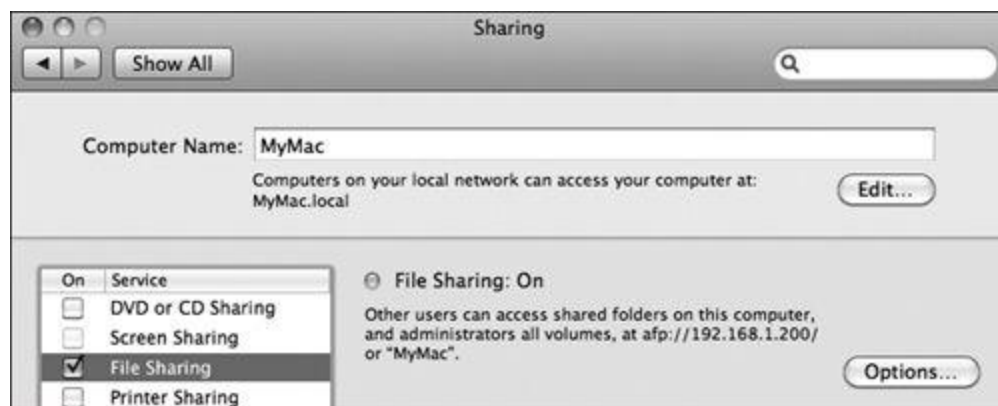 Sharing
Show All
Computer Name: MyMac
Computers on your local network can access your computer at:
MyMac.local
Edit...
On Service
DVD or CD Sharing
Screen Sharing
File Sharing
Printer Sharing
File Sharing: On
Other users can access shared folders on this computer,
and administrators all volumes, at afp://192.168.1.200/
or “MyMac”.
Options...